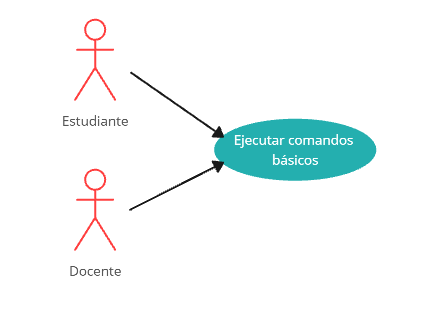 Estudiante
Ejecutar comandos
básicos
Docente